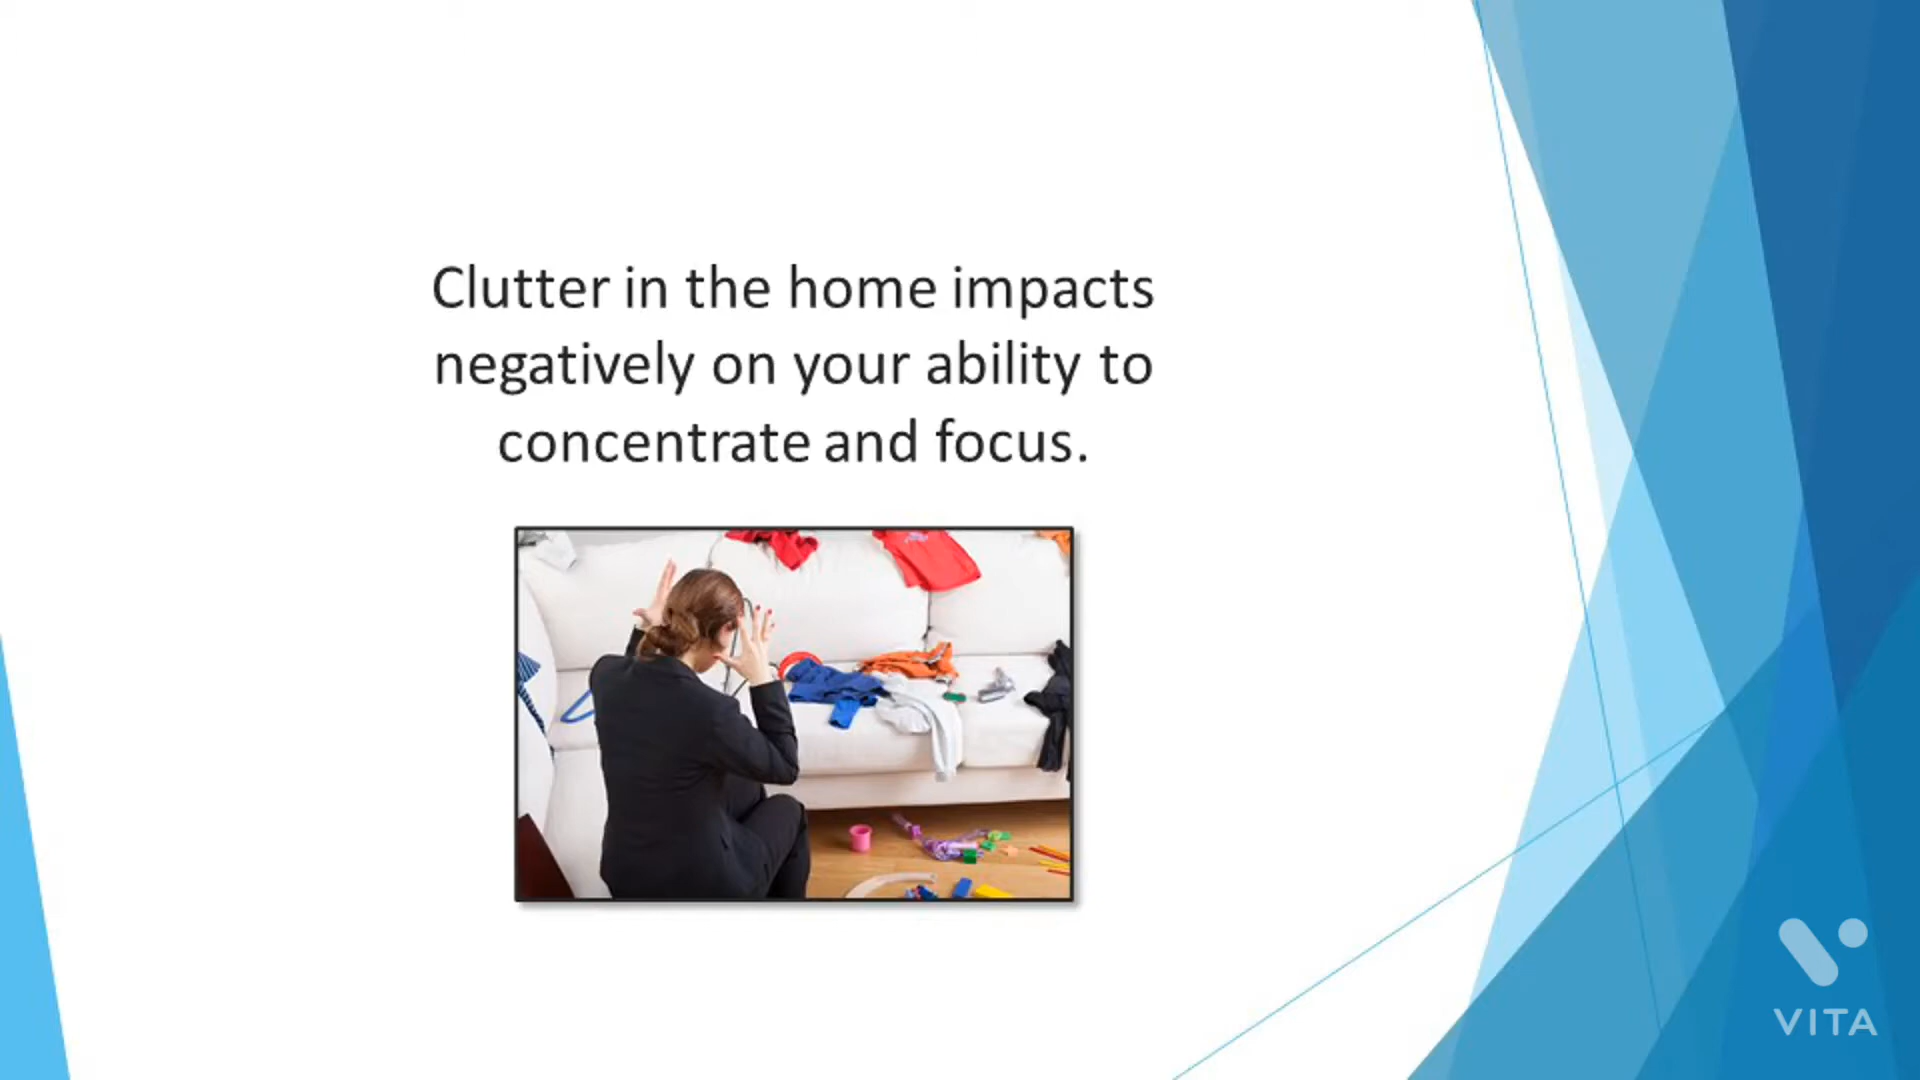 Clutter in the home impacts
negatively on your ability to
concentrate and focus.
VITA